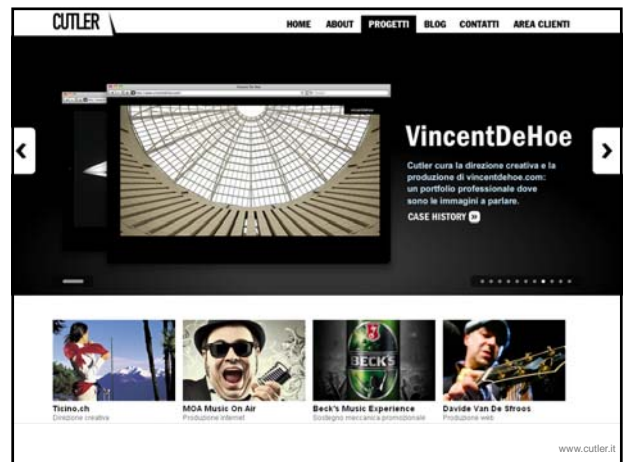 CUTLER
HOME ABOUT PROGETTI BLOG CONTATTI AREA CLIENTI
vincentdehoe
VincentDeHoe
Cutler cura la direzione creativa e la
produzione di vincentdehoe.com:
un portfolio professionale dove
sono le immagini a parlare.
CASE HISTORY »
BECK'S
Ticino.ch
Direzione creativa
MOA Music On Air
Produzione internet
Beck's Music Experience
Sostegno meccanica promozionale
Davide Van De Sfroos
Produzione web
www.cutler.it